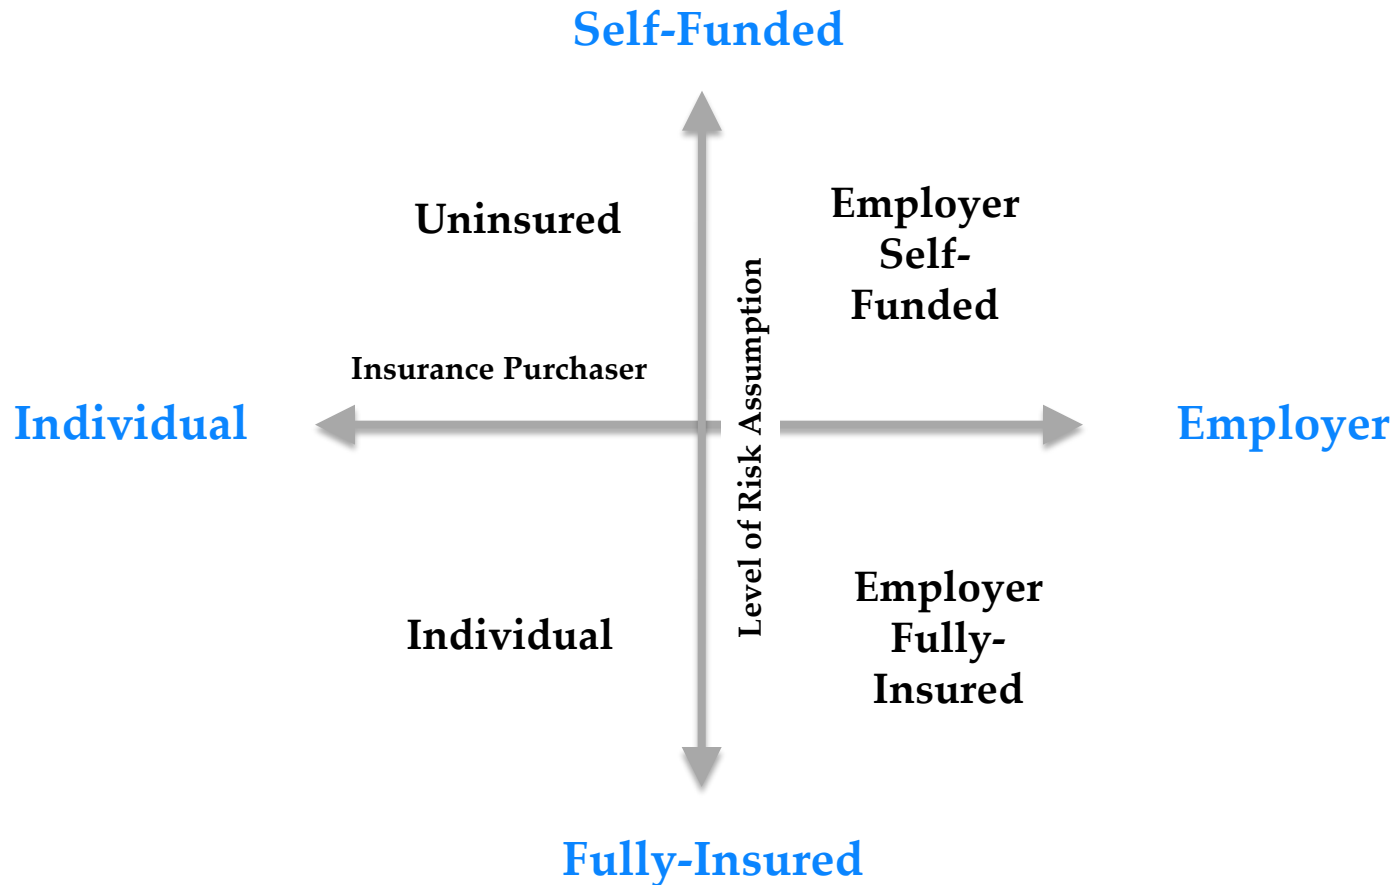 Self-Funded
Uninsured
Employer
Self-
Funded
Insurance Purchaser
Level of Risk Assumption
Individual
Employer
Individual
Employer
Fully-
Insured
Fully-Insured